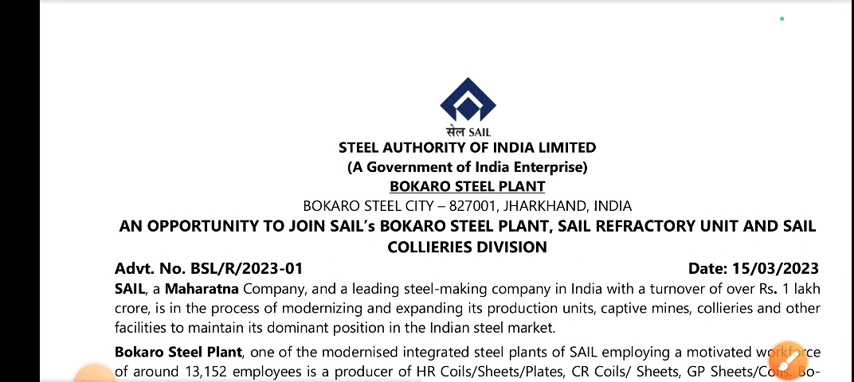 सेल SAIL
STEEL AUTHORITY OF INDIA LIMITED
(A Government of India Enterprise)
BOKARO STEEL PLANT
BOKARO STEEL CITY – 827001, JHARKHAND, INDIA
AN OPPORTUNITY TO JOIN SAIL’s BOKARO STEEL PLANT, SAIL REFRACTORY UNIT AND SAIL
COLLIERIES DIVISION
Advt. No. BSL/R/2023-01 Date: 15/03/2023
SAIL, a Maharatna Company, and a leading steel-making company in India with a turnover of over Rs. 1 lakh
crore, is in the process of modernizing and expanding its production units, captive mines, collieries and other
facilities to maintain its dominant position in the Indian steel market.
Bokaro Steel Plant, one of the modernised integrated steel plants of SAIL employing a motivated workforce
of around 13,152 employees is a producer of HR Coils/Sheets/Plates, CR Coils/ Sheets, GP Sheets/Coils. Bo-